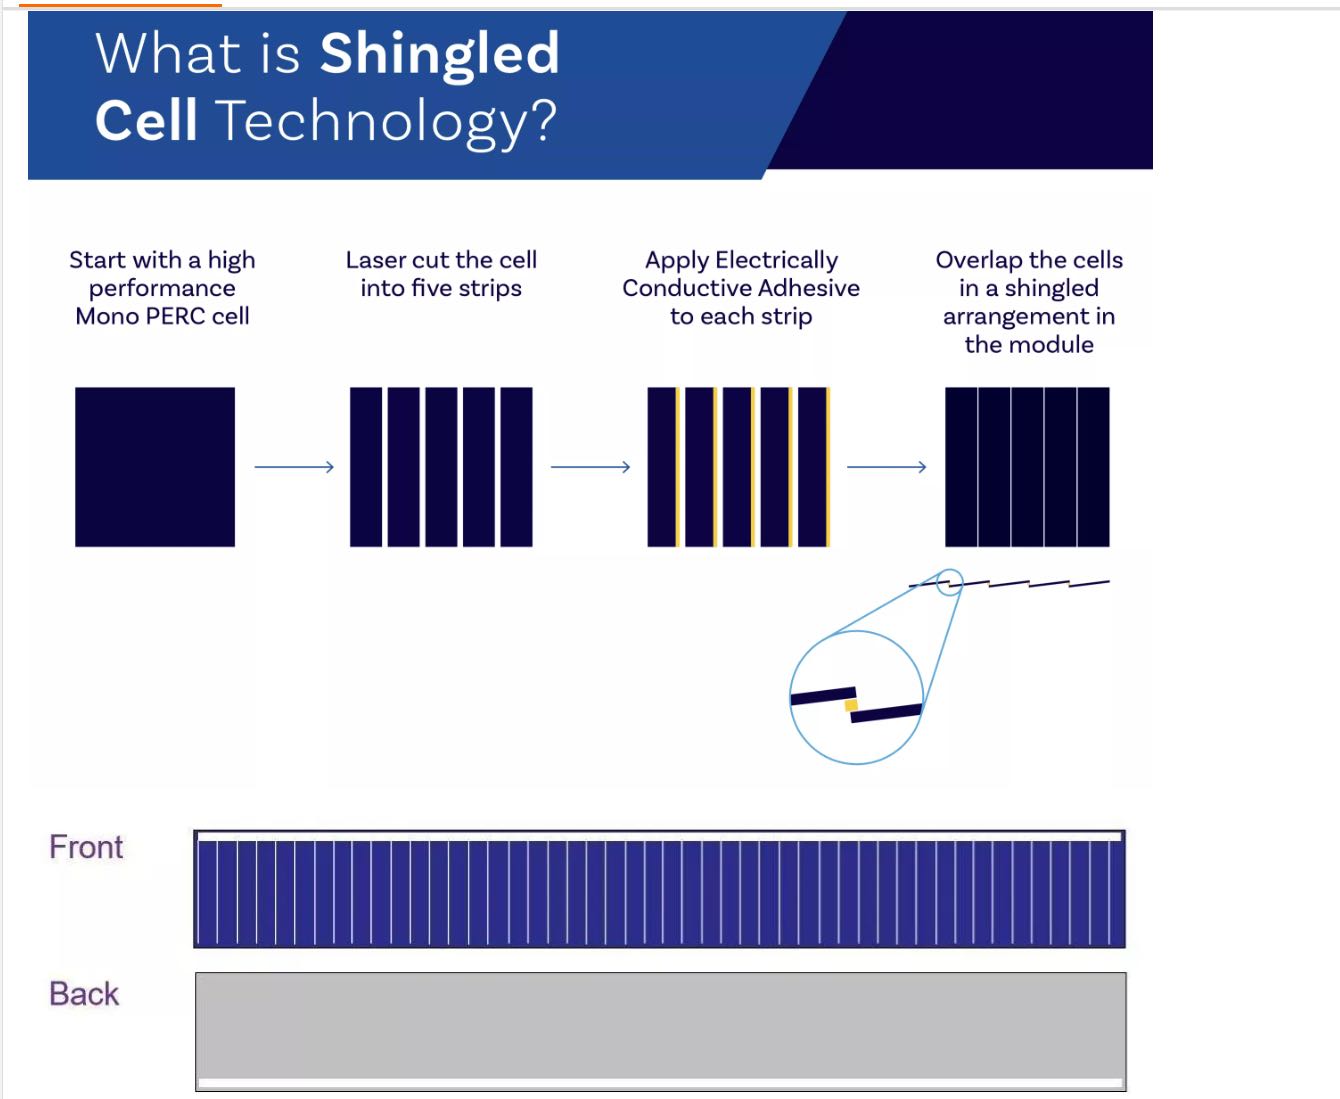 What is Shingled
Cell Technology?
Start with a high
performance
Mono PERC cell
Laser cut the cell
into five strips
Apply Electrically
Conductive Adhesive
to each strip
Overlap the cells
in a shingled
arrangement in
the module
Front
Back